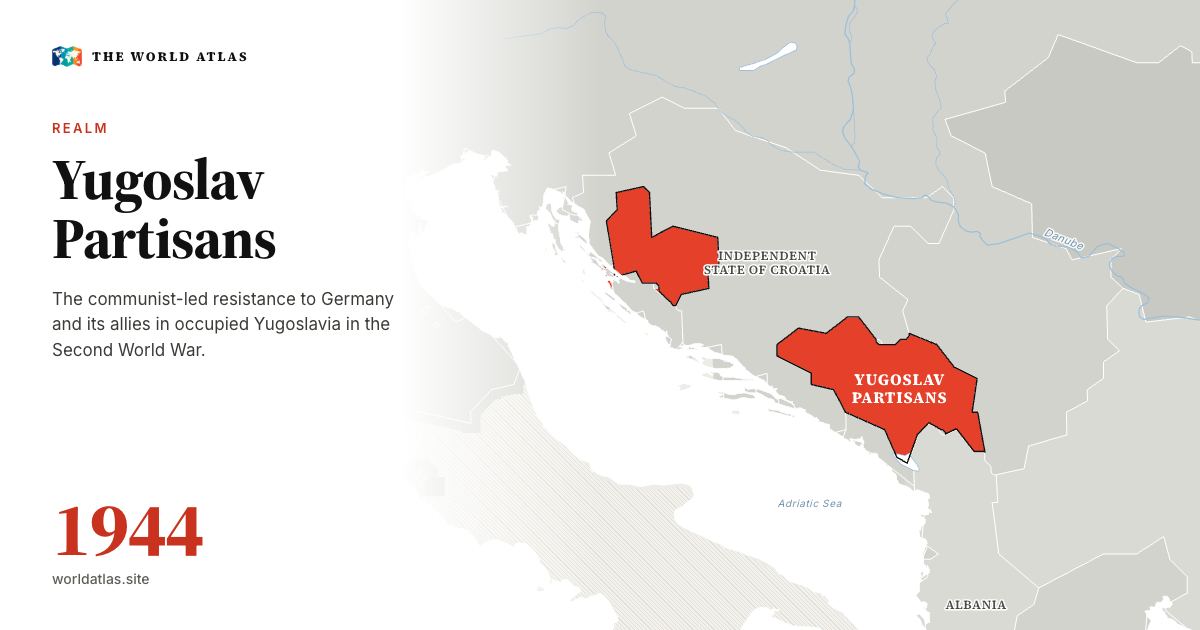 THE WORLD ATLAS
REALM
Yugoslav
Partisans
The communist-led resistance to Germany
and its allies in occupied Yugoslavia in the
Second World War.
1944
worldatlas.site
Danube
INDEPENDENT
STATE OF CROATIA
YUGOSLAV
PARTISANS
Adriatic Sea
ALBANIA